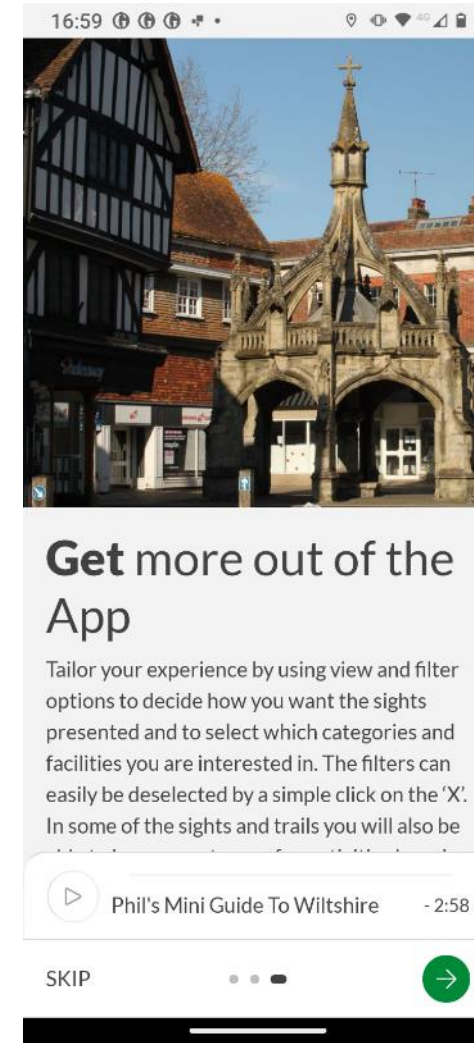 16:59
4G
Get more out of the
App
Tailor your experience by using view and filter
options to decide how you want the sights
presented and to select which categories and
facilities you are interested in. The filters can
easily be deselected by a simple click on the ‘X’.
In some of the sights and trails you will also be
Phil's Mini Guide To Wiltshire
- 2:58
SKIP